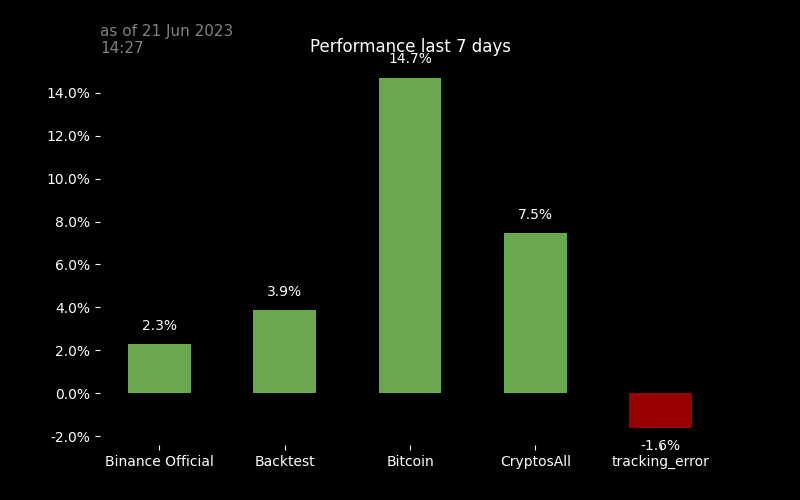 as of 21 Jun 2023
14:27
Performance last 7 days
14.7%
14.0%
12.0%
10.0%
8.0%
7.5%
6.0%
4.0%
3.9%
2.3%
2.0%
0.0%
-2.0%
-1.6%
Binance Official
Backtest
Bitcoin
CryptosAll
tracking_error